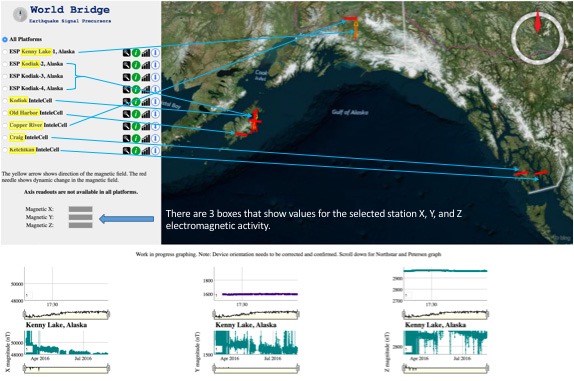 World Bridge
Earthquake Signal Precursors
All Platforms
ESP Kenny Lake 1, Alaska
ESP Kodiak-2, Alaska
ESP Kodiak-3, Alaska
ESP Kodiak-4, Alaska
Kodiak InteleCell
Old Harbor InteleCell
Copper River InteleCell
Craig InteleCell
Ketchikan InteleCell
Cook
Inlet
Gulf of Alaska
The yellow arrow shows direction of the magnetic field. The red
needle shows dynamic change in the magnetic field.
Axis readouts are not available in all platforms.
Magnetic X:
Magnetic Y:
Magnetic Z:
There are 3 boxes that show values for the selected station X, Y, and Z
electromagnetic activity.
Work in progress graphing. Note: Device orientation needs to be corrected and confirmed. Scroll down for Northstar and Petersen graph
50000
48000
17:30
1800
1600
17:30
2900
2800
2700
17:30
Kenny Lake, Alaska
Kenny Lake, Alaska
Kenny Lake, Alaska
X magnitude (nT)
50000
48000
Apr 2016
Jul 2016
Y magnitude (nT)
1500
Apr 2016
Jul 2016
Z magnitude (nT)
Apr 2016
Jul 2016